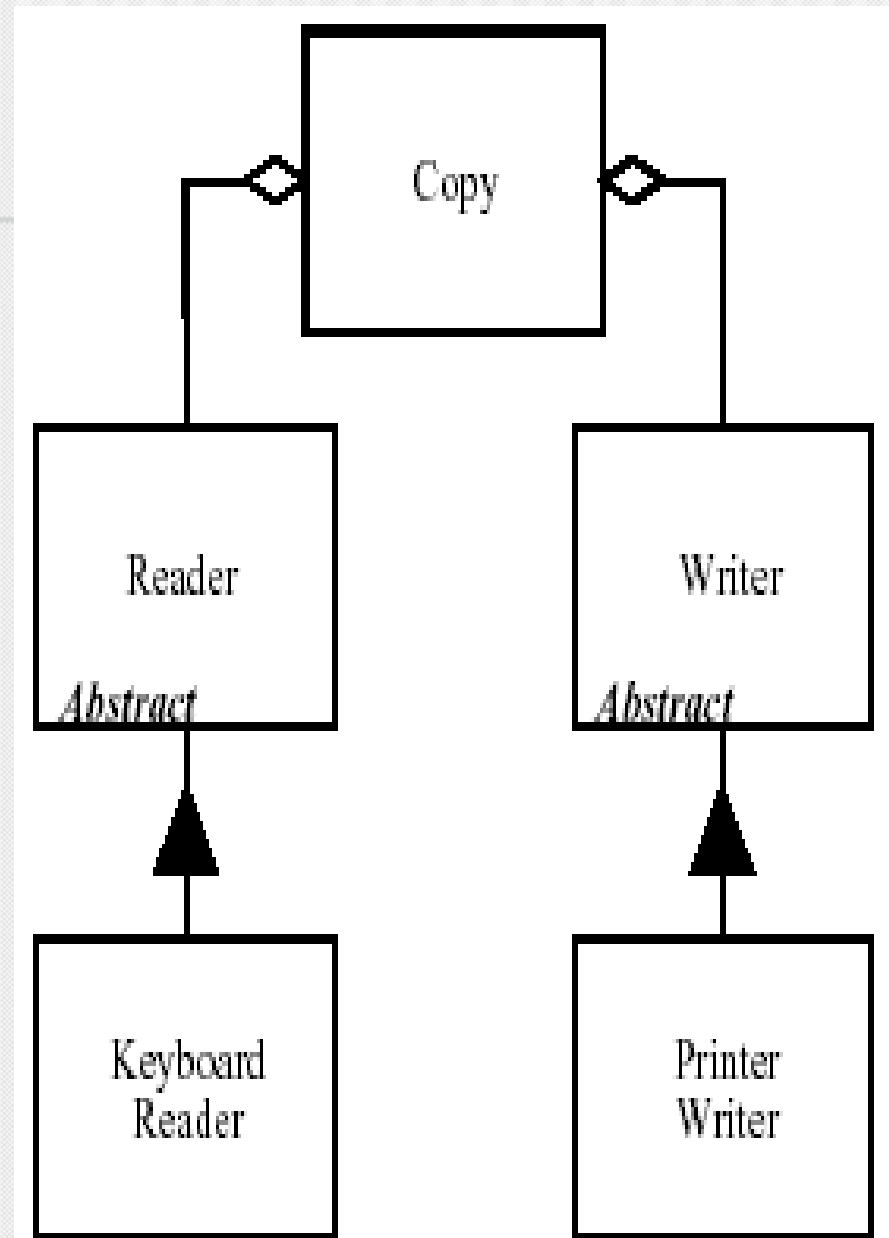 Copy
Reader
Abstract
Writer
Abstract
Keyboard
Reader
Printer
Writer